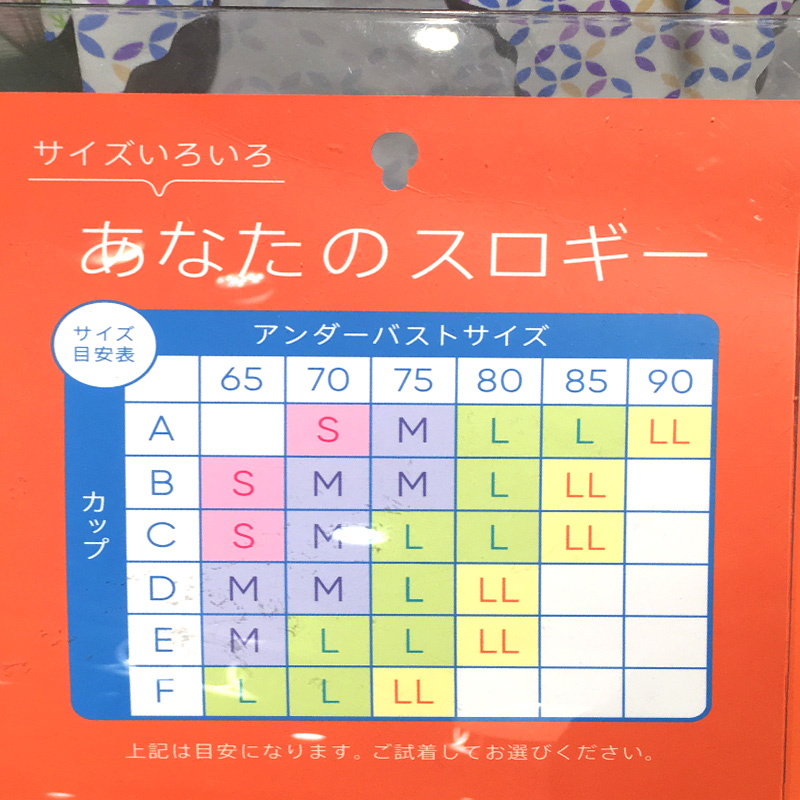 サイズいろいろ
あなたのスロギー
サイズ
目安表
アンダーバストサイズ
65 70 75 80 85 90
カップ
A S M L L LL
B S M M L LL
C S M L L LL
D M M L LL
E M L L LL
F L L LL
上記は目安になります。ご試着してお選びください。